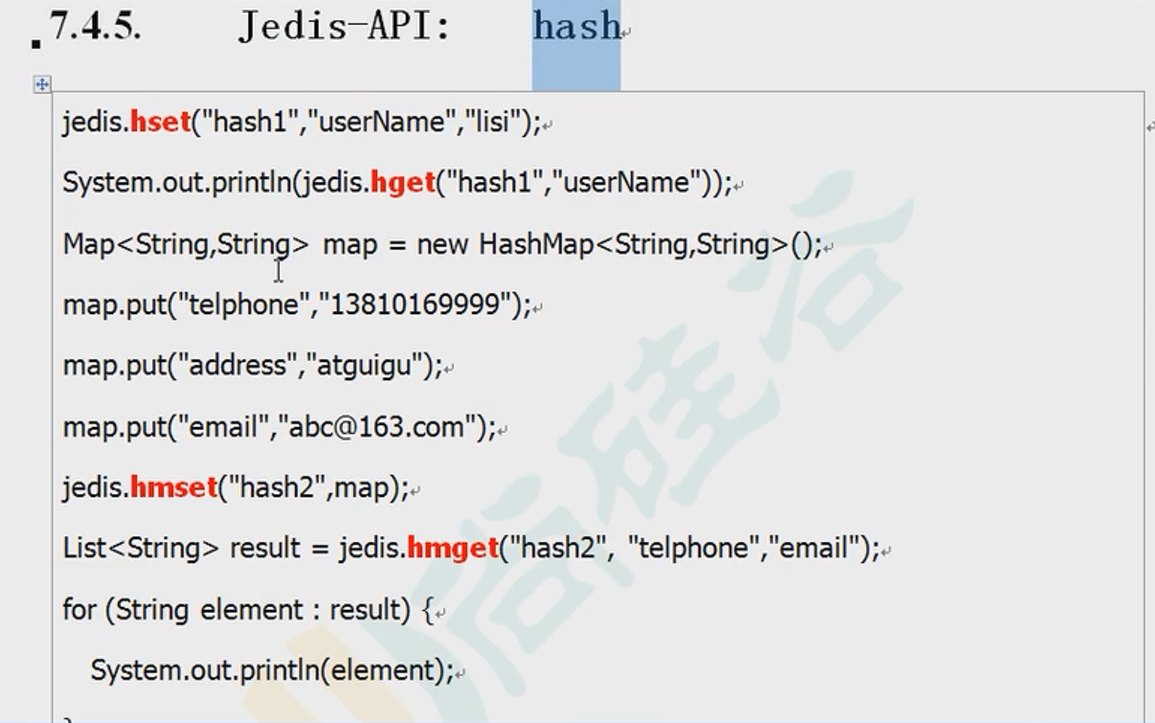 7.4.5. Jedis-API: hash
jedis.hset("hash1","userName","lisi");
System.out.println(jedis.hget("hash1","userName"));
Map<String,String> map = new HashMap<String,String>();
map.put("telphone","13810169999");
map.put("address","atguigu");
map.put("email","abc@163.com");
jedis.hmset("hash2",map);
List<String> result = jedis.hmget("hash2", "telphone","email");
for (String element : result) {
System.out.println(element);
}
尚硅谷